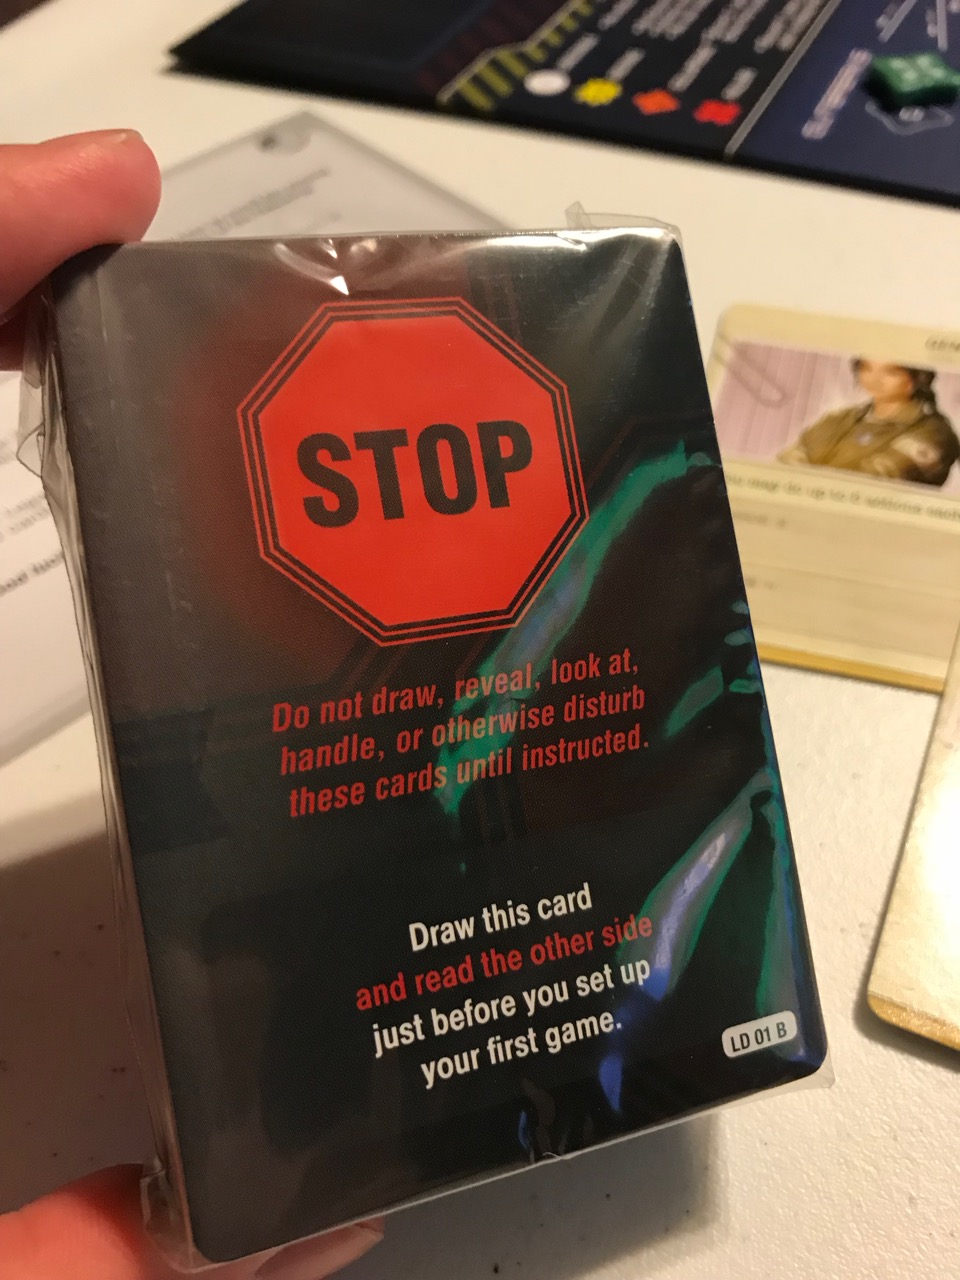 STOP
Do not draw, reveal, look at,
handle, or otherwise disturb
these cards until instructed.
Draw this card
and read the other side
just before you set up
your first game.
LD 01 B